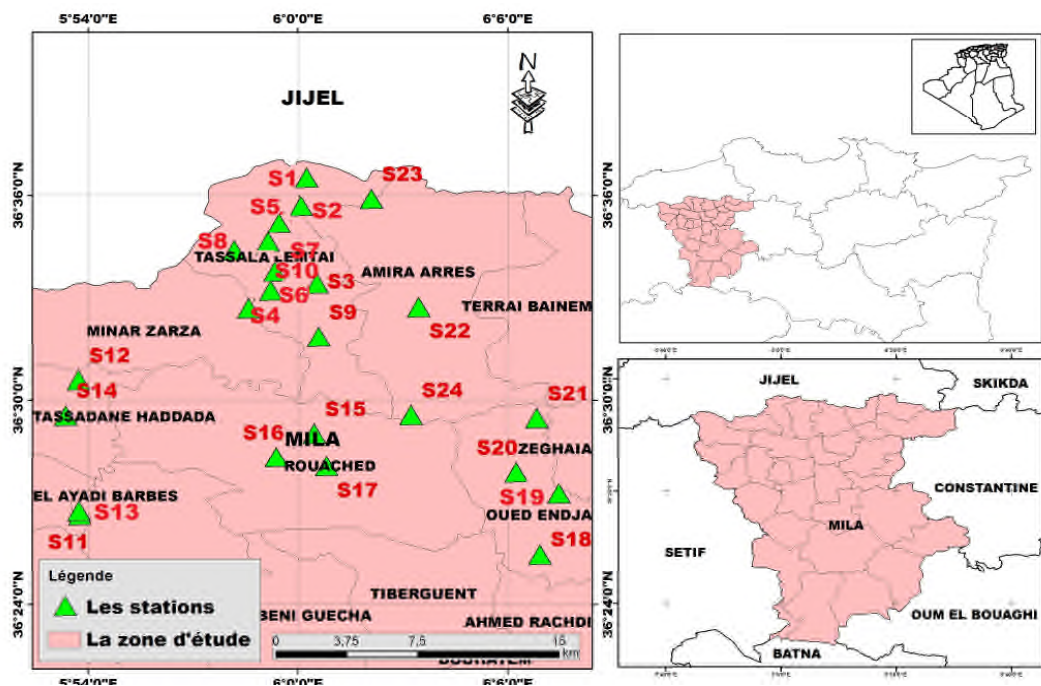 5°54'0"E 6°0'0"E 6°6'0"E
N
JIJEL
36°36'0"N
36°30'0"N
36°24'0"N
S1
S23
S5
S2
S8
S7
TASSALA LEMTAI
S10
AMIRA ARRES
S3
S6
TERRAI BAINEM
S4
S9
S22
MINAR ZARZA
S12
S14
S24
S21
TASSADANE HADDADA
S15
S16
MILA
ZEGHAIA
S20
ROUACHED
S17
EL AYADI BARBES
S19
S13
OUED ENDJA
S11
S18
TIBERGUENT
BENI GUECHA
AHMED RACHDI
Légende
Les stations
La zone d'étude
0 3.75 7.5 15
km
5°54'0"E 6°0'0"E 6°6'0"E
36°36'0"N
36°30'0"N
36°24'0"N
JIJEL
SKIKDA
CONSTANTINE
MILA
SETIF
OUM EL BOUAGHI
BATNA